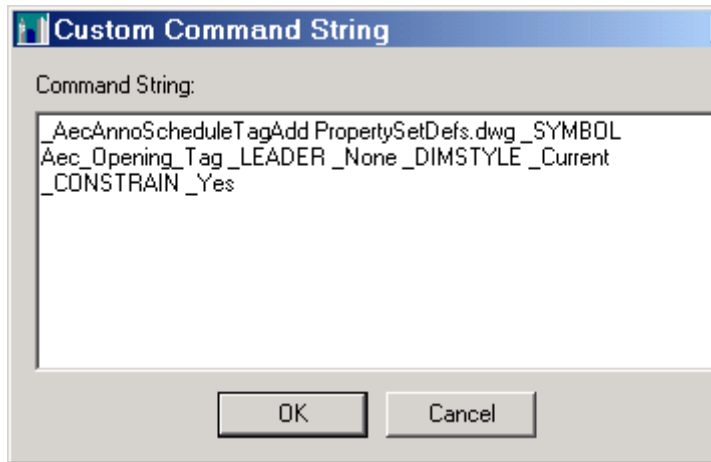 Custom Command String
Command String:
_AecAnnoScheduleTagAdd PropertySetDefs.dwg _SYMBOL
Aec_Opening_Tag _LEADER _None _DIMSTYLE _Current
_CONSTRAIN _Yes
OK Cancel